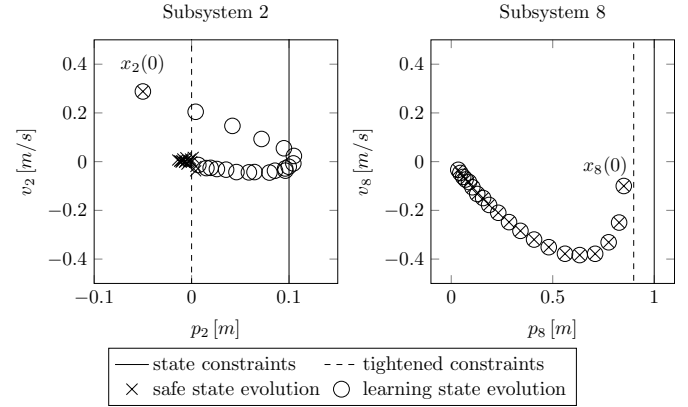 Subsystem 2
Subsystem 8
0.4
0.2
0
−0.2
−0.4
v₂ [m/s]
x₂(0)
−0.1
0
0.1
p₂ [m]
0.4
0.2
0
−0.2
−0.4
v₈ [m/s]
x₈(0)
0
0.5
1
p₈ [m]
state constraints
tightened constraints
safe state evolution
learning state evolution